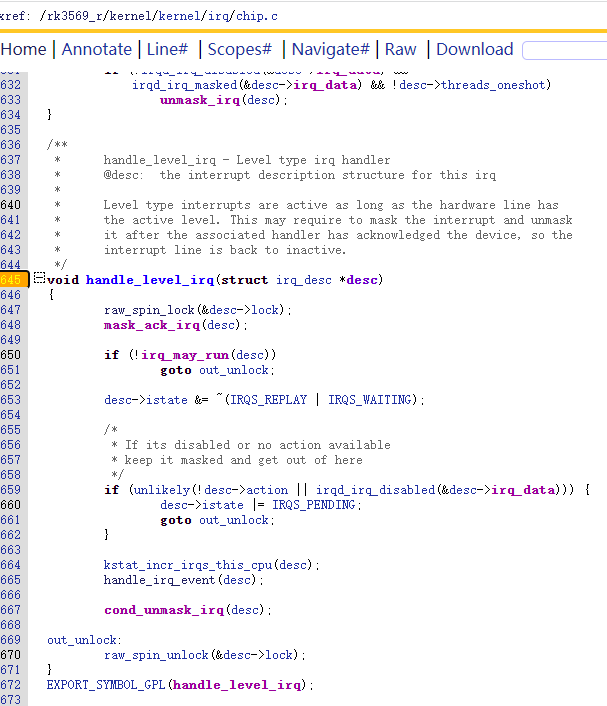 xref: /rk3569_r/kernel/kernel/irq/chip.c
Home | Annotate | Line# | Scopes# | Navigate# | Raw | Download
632 irqd_irq_masked(&desc->irq_data) && !desc->threads_oneshot)
633 unmask_irq(desc);
634 }
635
636 /**
637 * handle_level_irq - Level type irq handler
638 * @desc: the interrupt description structure for this irq
639 *
640 * Level type interrupts are active as long as the hardware line has
641 * the active level. This may require to mask the interrupt and unmask
642 * it after the associated handler has acknowledged the device, so the
643 * interrupt line is back to inactive.
644 */
645 void handle_level_irq(struct irq_desc *desc)
646 {
647 raw_spin_lock(&desc->lock);
648 mask_ack_irq(desc);
649
650 if (!irq_may_run(desc))
651 goto out_unlock;
652
653 desc->istate &= ~(IRQS_REPLAY | IRQS_WAITING);
654
655 /*
656 * If its disabled or no action available
657 * keep it masked and get out of here
658 */
659 if (unlikely(!desc->action || irqd_irq_disabled(&desc->irq_data))) {
660 desc->istate |= IRQS_PENDING;
661 goto out_unlock;
662 }
663
664 kstat_incr_irqs_this_cpu(desc);
665 handle_irq_event(desc);
666
667 cond_unmask_irq(desc);
668
669 out_unlock:
670 raw_spin_unlock(&desc->lock);
671 }
672 EXPORT_SYMBOL_GPL(handle_level_irq);
673